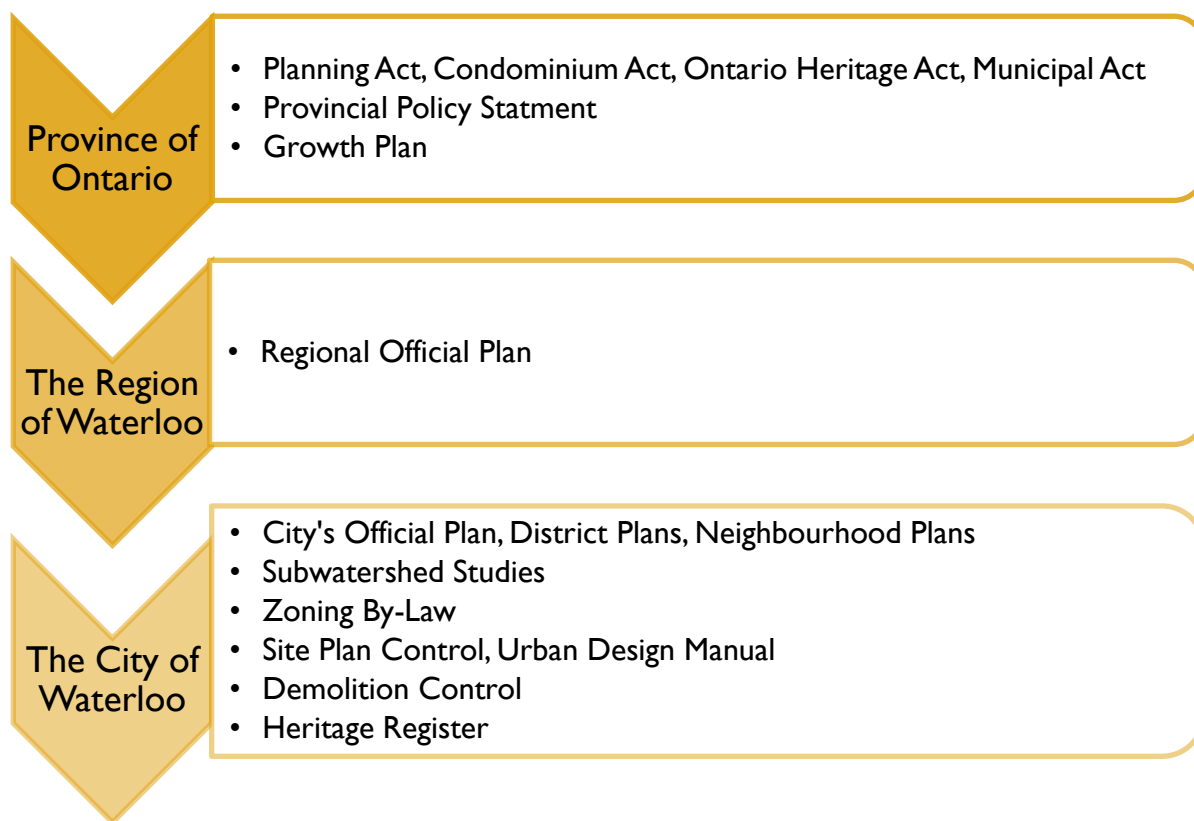 Province of
Ontario
• Planning Act, Condominium Act, Ontario Heritage Act, Municipal Act
• Provincial Policy Statment
• Growth Plan
The Region
of Waterloo
• Regional Official Plan
The City of
Waterloo
• City's Official Plan, District Plans, Neighbourhood Plans
• Subwatershed Studies
• Zoning By-Law
• Site Plan Control, Urban Design Manual
• Demolition Control
• Heritage Register